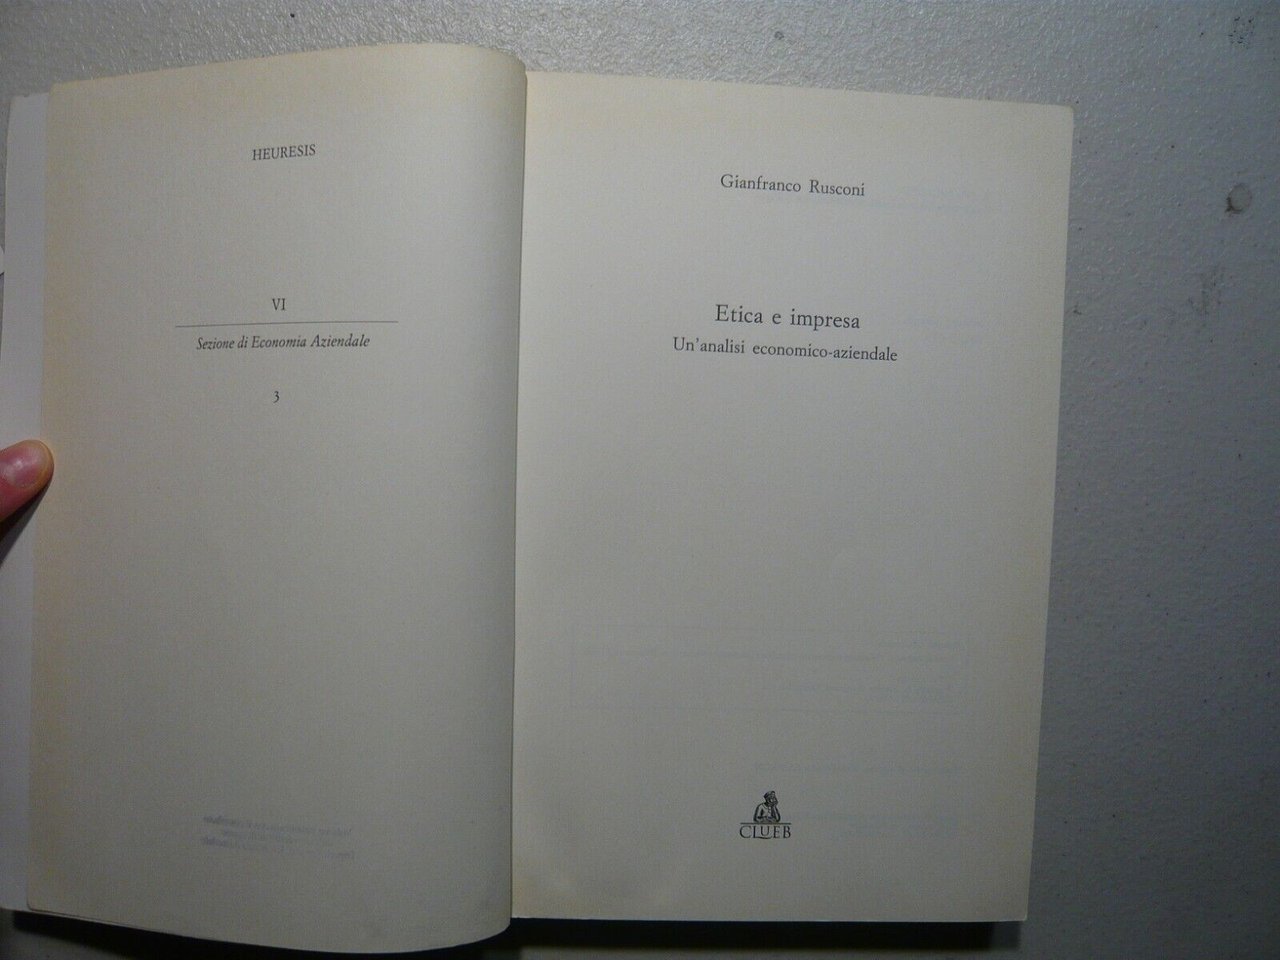 HEURESIS
VI
Sezione di Economia Aziendale
3
Gianfranco Rusconi
Etica e impresa
Un'analisi economico-aziendale
CLUEB